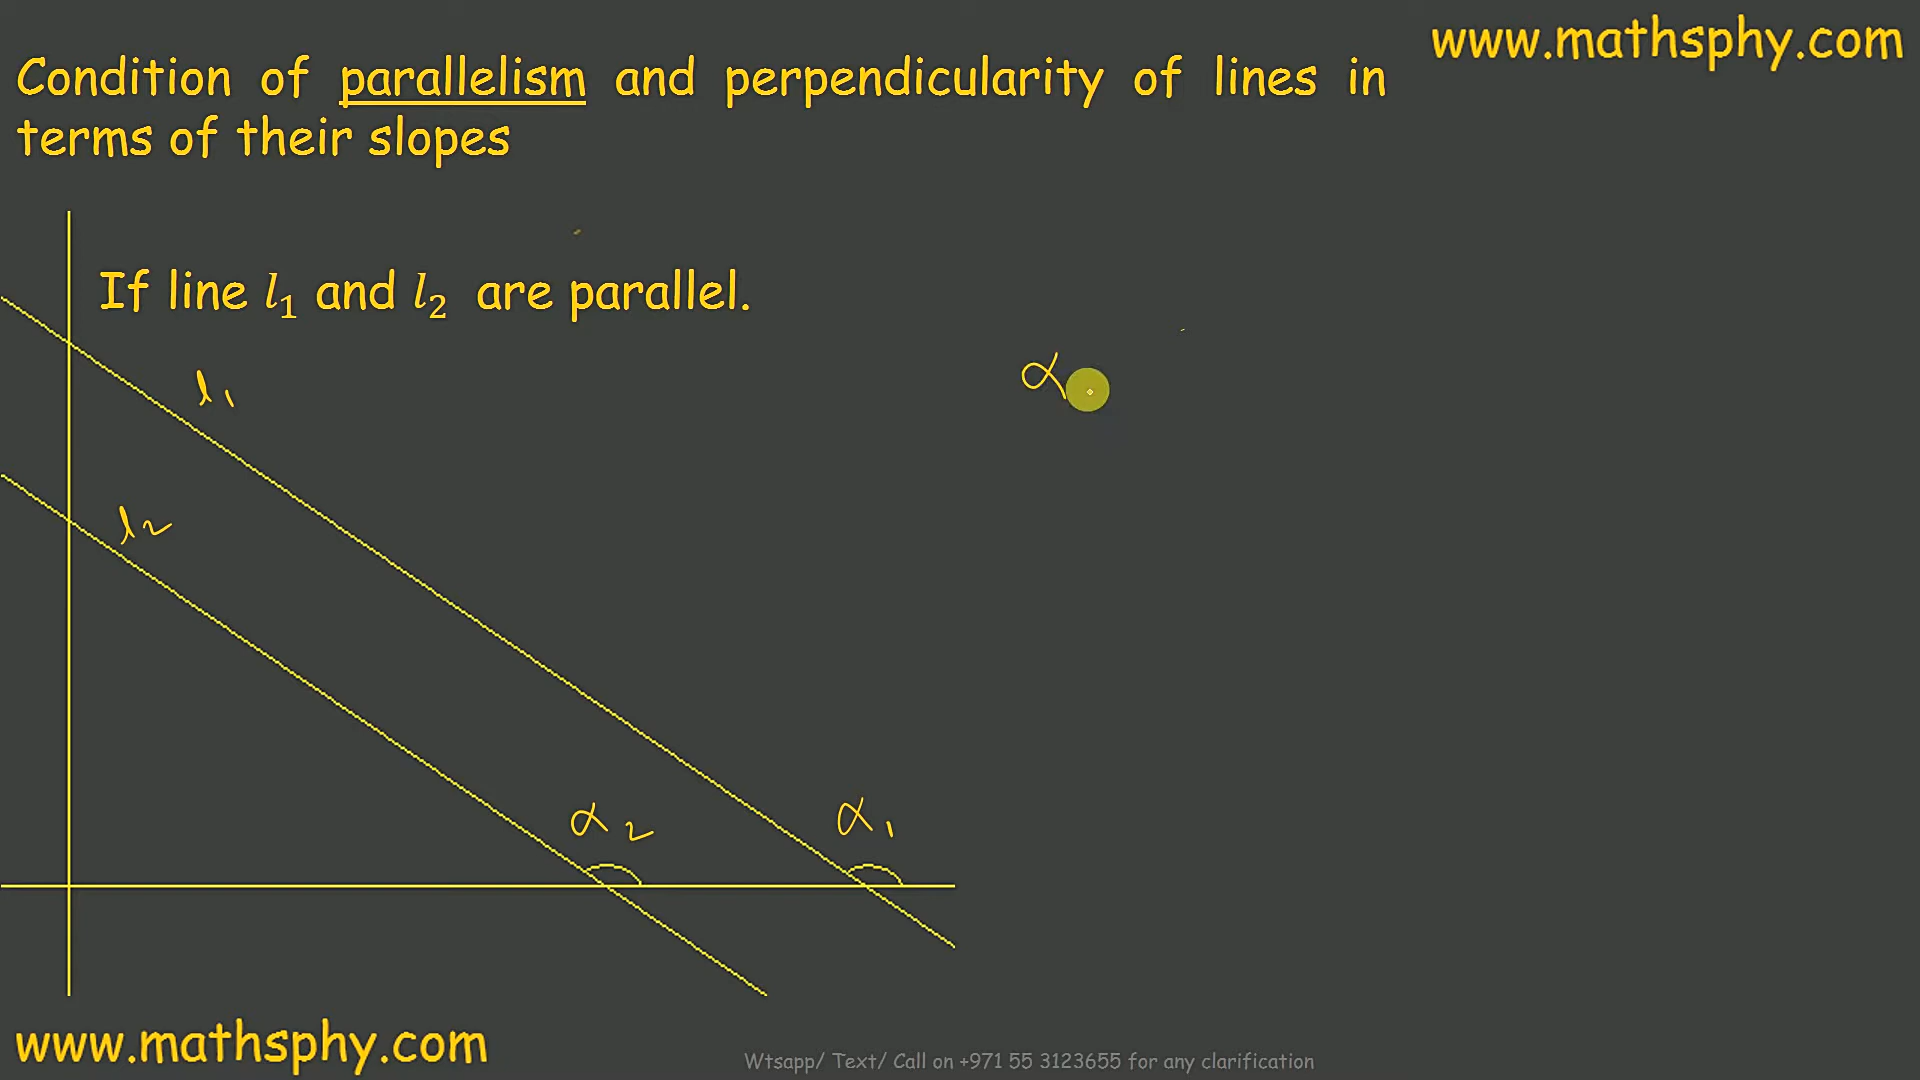 www.mathsphy.com
Condition of parallelism and perpendicularity of lines in
terms of their slopes
If line l₁ and l₂ are parallel.
l₁
α
l₂
α₂
α₁
www.mathsphy.com
Wtsapp/ Text/ Call on +971 55 3123655 for any clarification